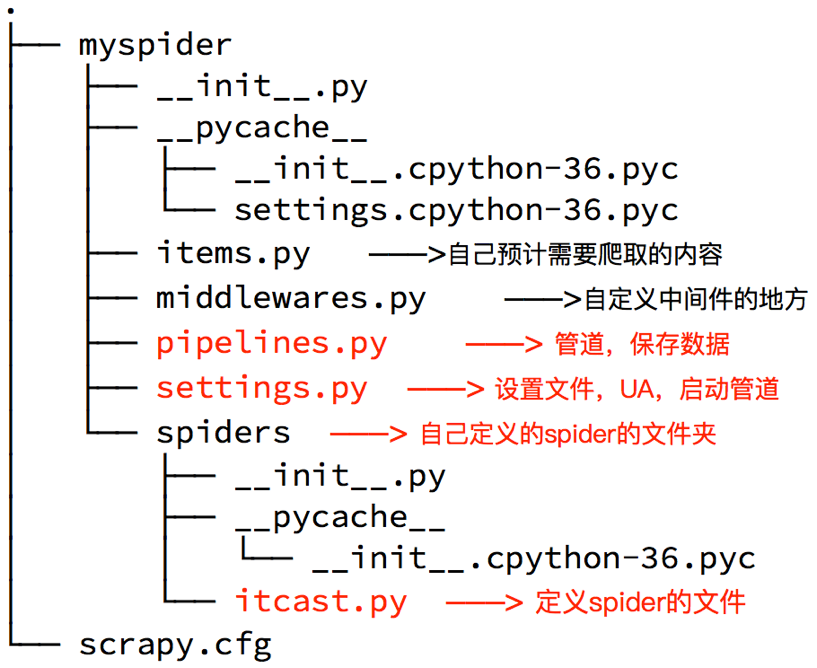 .
├── myspider
├── __init__.py
├── __pycache__
├── __init__.cpython-36.pyc
└── settings.cpython-36.pyc
├── items.py ───>自己预计需要爬取的内容
├── middlewares.py ───>自定义中间件的地方
├── pipelines.py ───> 管道，保存数据
├── settings.py ───> 设置文件，UA，启动管道
└── spiders ───> 自己定义的spider的文件夹
├── __init__.py
├── __pycache__
└── __init__.cpython-36.pyc
└── itcast.py ───> 定义spider的文件
└── scrapy.cfg